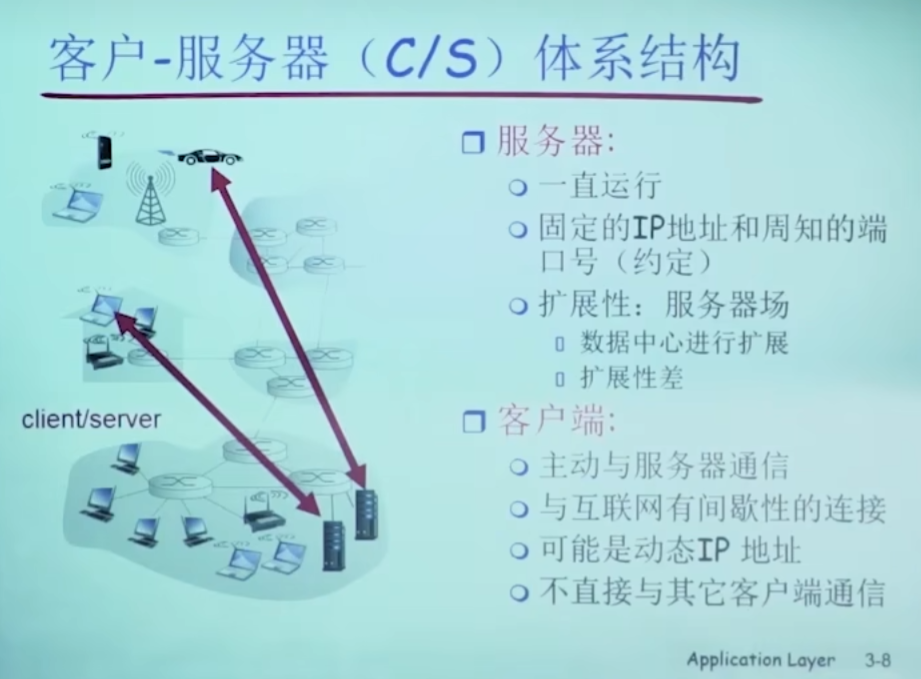 客户-服务器（C/S）体系结构
服务器:
一直运行
固定的IP地址和周知的端
口号（约定）
扩展性：服务器场
数据中心进行扩展
扩展性差
client/server
客户端:
主动与服务器通信
与互联网有间歇性的连接
可能是动态IP 地址
不直接与其它客户端通信
Application Layer 3-8